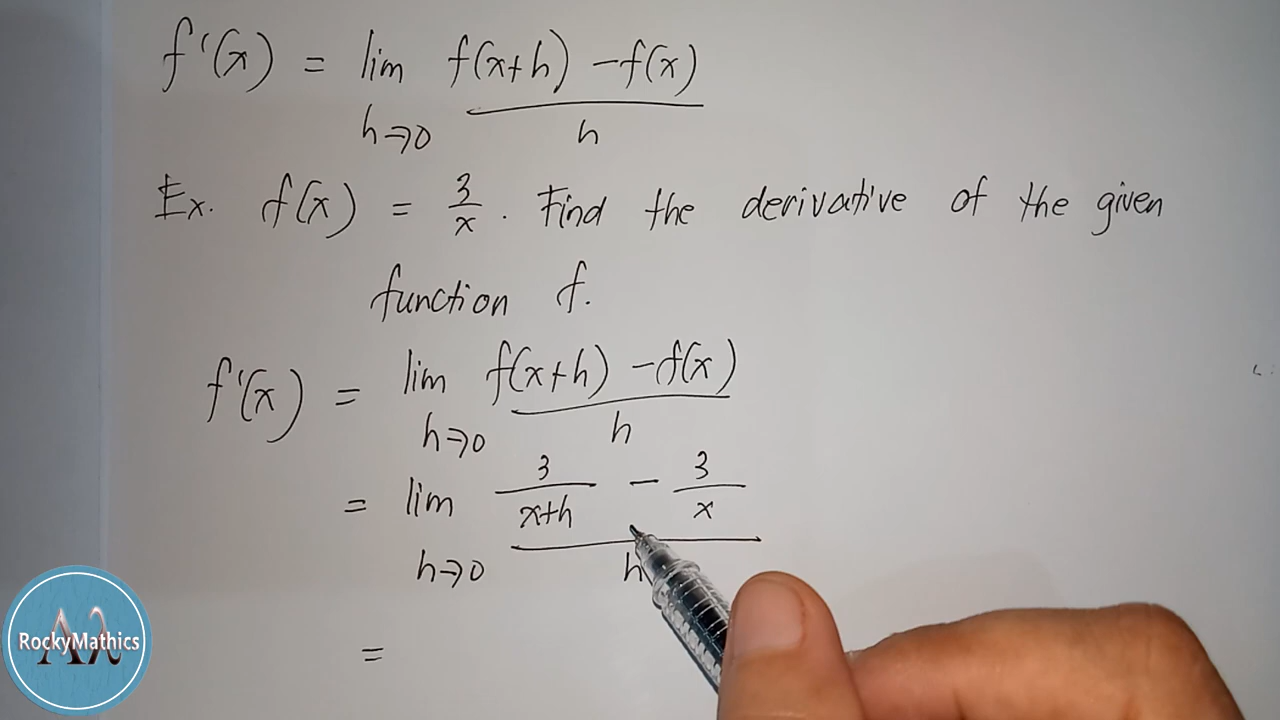 f'(x) = lim f(x+h) - f(x)
h→0 h
Ex. f(x) = 3/x . Find the derivative of the given
function f.
f'(x) = lim f(x+h) - f(x)
h→0 h
= lim 3/(x+h) - 3/x
h→0 h
=
RockyMathics